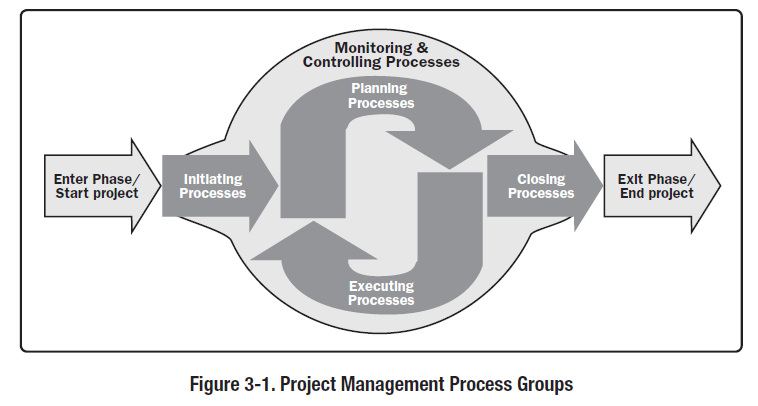 Monitoring &
Controlling Processes
Planning
Processes
Enter Phase/
Start project
Initiating
Processes
Closing
Processes
Exit Phase/
End project
Executing
Processes
Figure 3-1. Project Management Process Groups